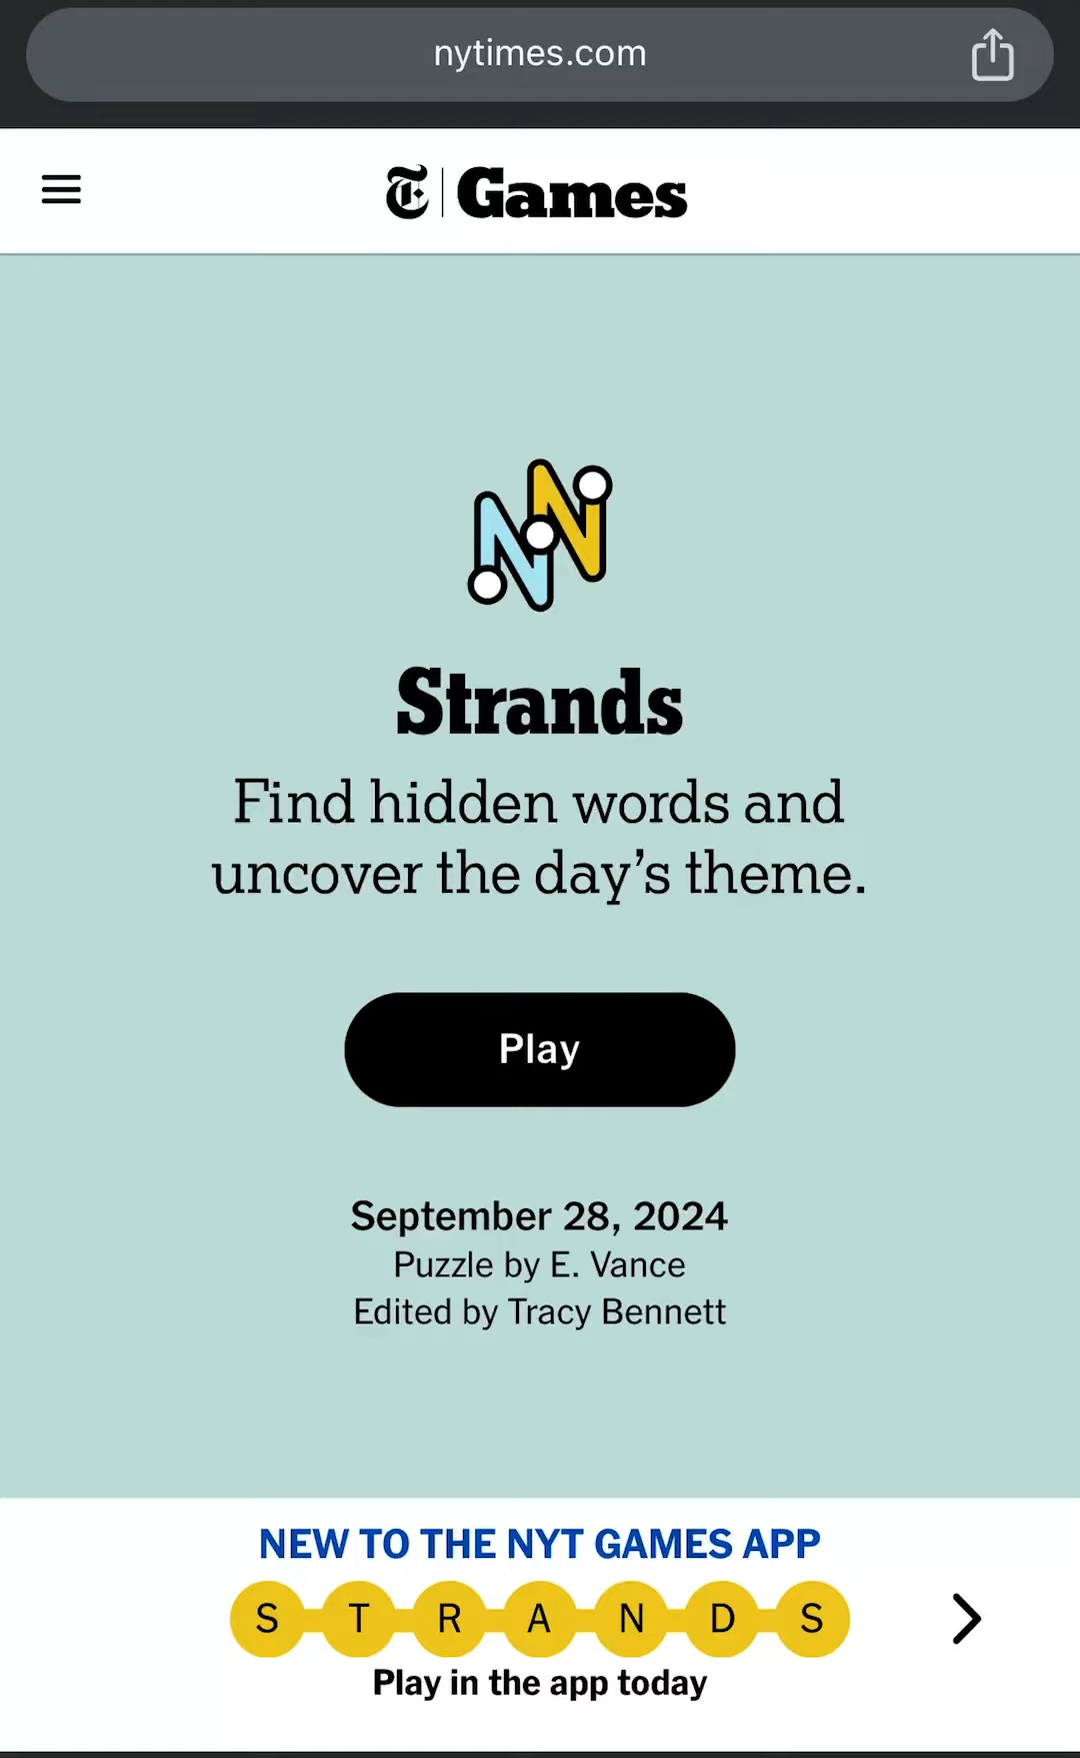 nytimes.com
T Games
Strands
Find hidden words and
uncover the day’s theme.
Play
September 28, 2024
Puzzle by E. Vance
Edited by Tracy Bennett
NEW TO THE NYT GAMES APP
S T R A N D S
Play in the app today